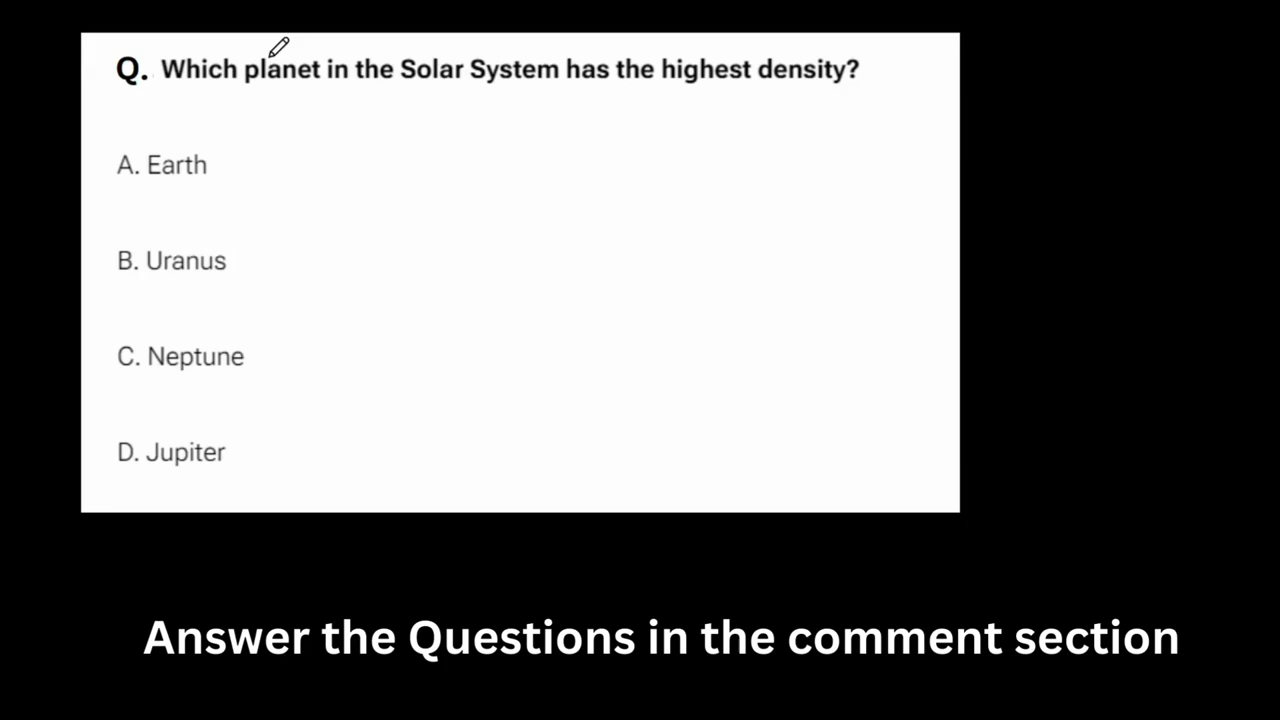 Q. Which planet in the Solar System has the highest density?
A. Earth
B. Uranus
C. Neptune
D. Jupiter
Answer the Questions in the comment section